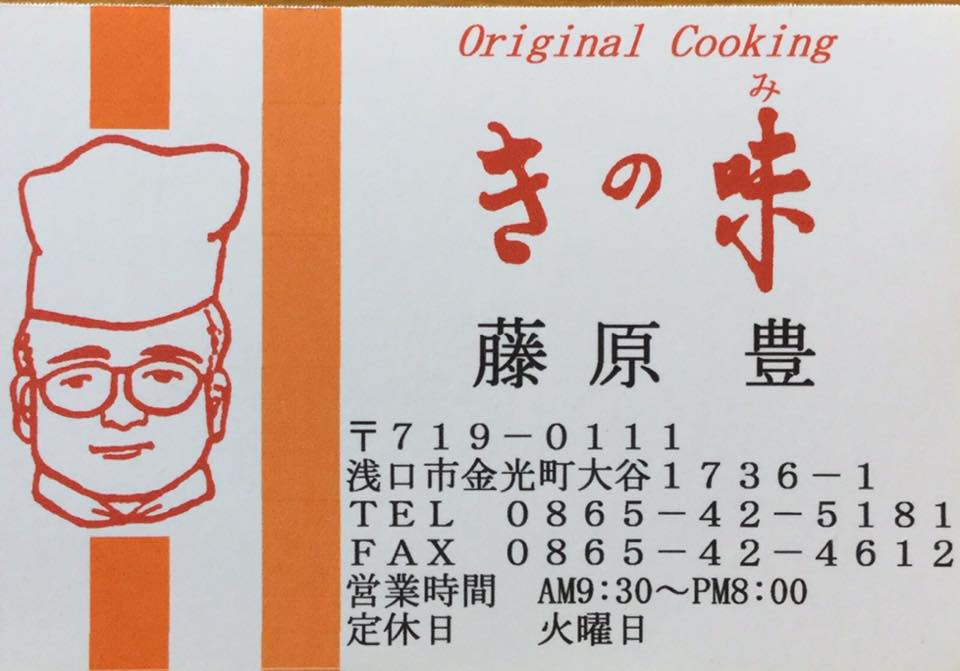 Original Cooking
み
きの味
藤原 豊
〒719-0111
浅口市金光町大谷1736-1
TEL 0865-42-5181
FAX 0865-42-4612
営業時間 AM9:30～PM8:00
定休日 火曜日